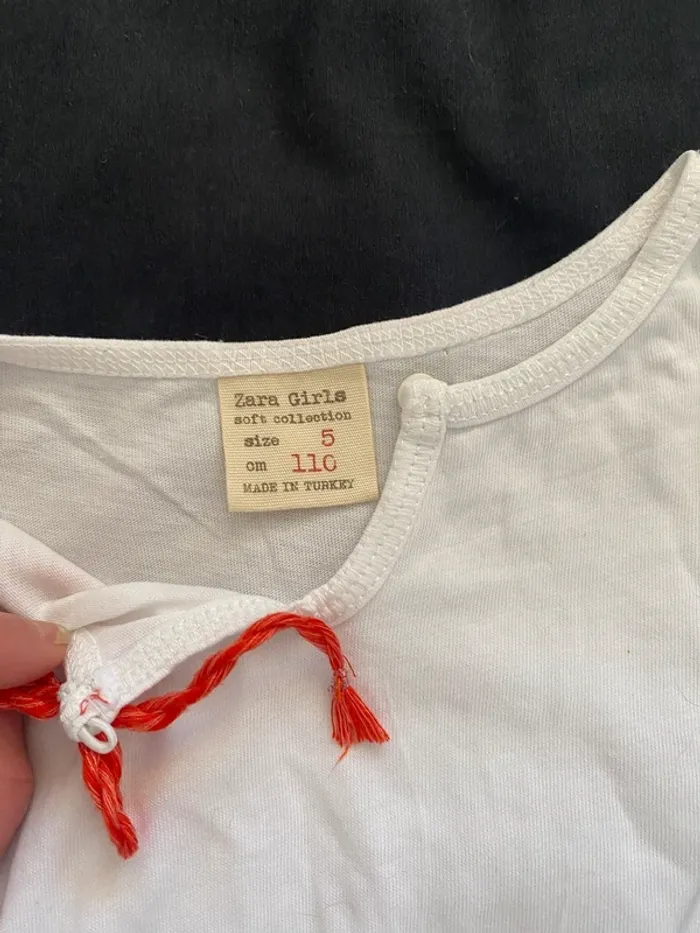 Zara Girls
soft collection
size 5
cm 110
MADE IN TURKEY